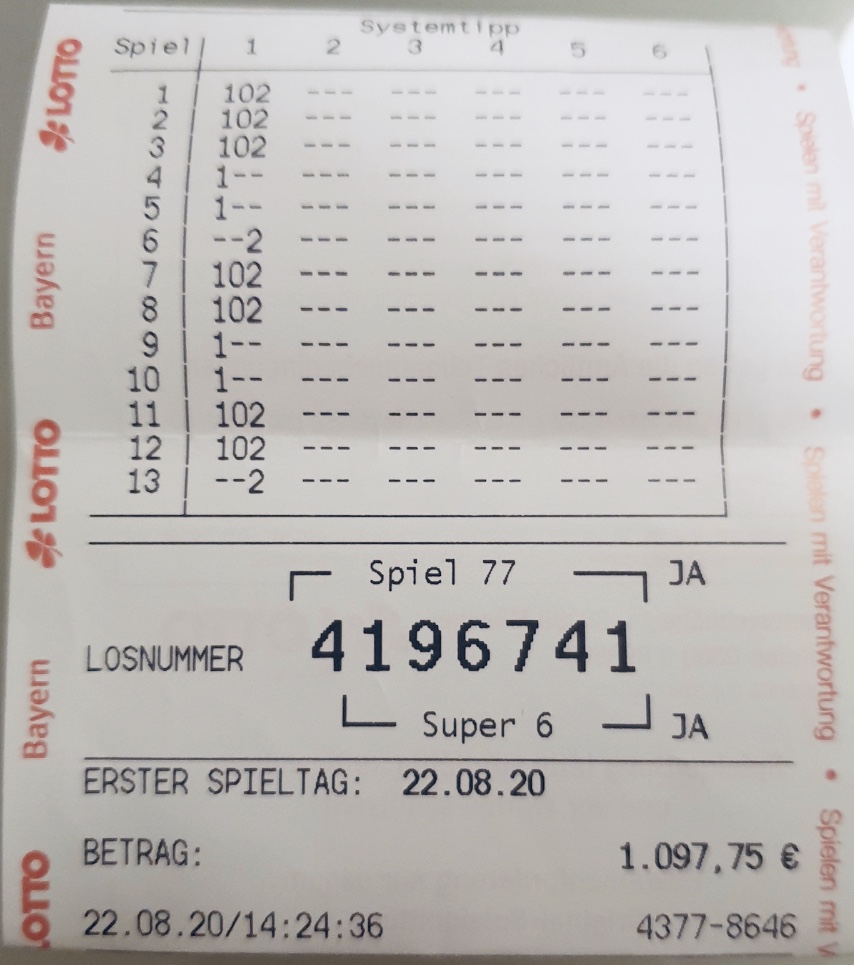 Systemtipp
Spiel 1 2 3 4 5 6
1 102 --- --- --- --- ---
2 102 --- --- --- --- ---
3 102 --- --- --- --- ---
4 1-- --- --- --- --- ---
5 1-- --- --- --- --- ---
6 --2 --- --- --- --- ---
7 102 --- --- --- --- ---
8 102 --- --- --- --- ---
9 1-- --- --- --- --- ---
10 1-- --- --- --- --- ---
11 102 --- --- --- --- ---
12 102 --- --- --- --- ---
13 --2 --- --- --- --- ---
Spiel 77 JA
LOSNUMMER 4196741
Super 6 JA
ERSTER SPIELTAG: 22.08.20
BETRAG: 1.097,75 €
22.08.20/14:24:36 4377-8646
LOTTO Bayern LOTTO Bayern LOTTO
• Spielen mit Verantwortung • Spielen mit Verantwortung • Spielen mit V